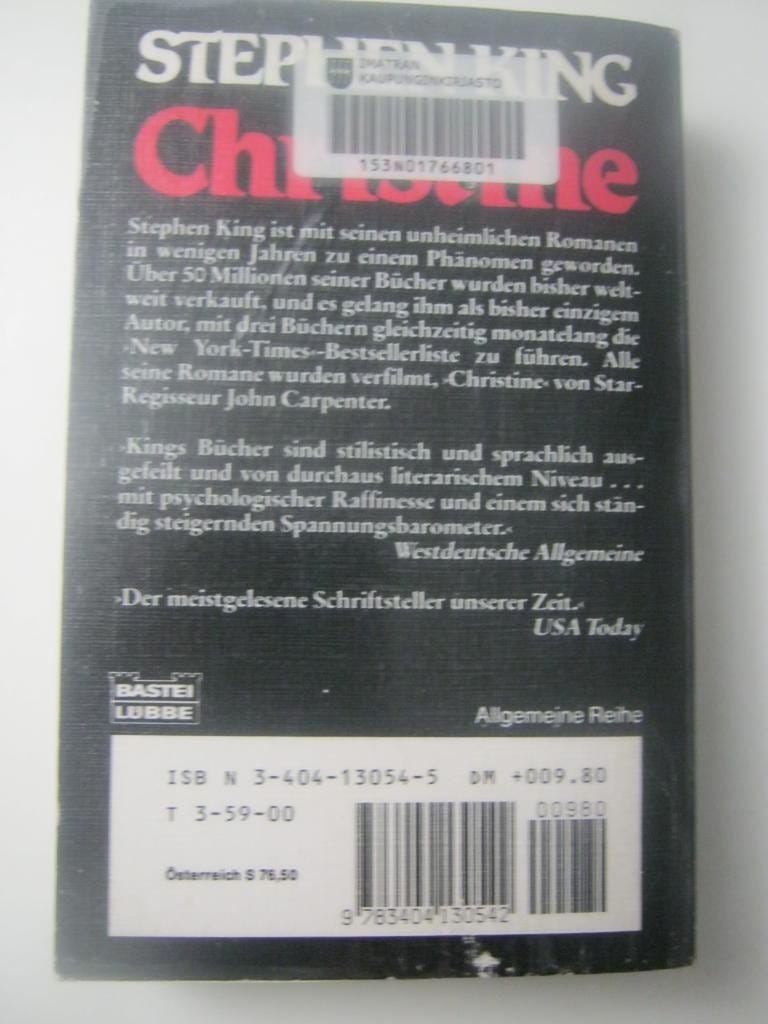 STEPHEN KING
IMATRAN
KAUPUNGINKIRJASTO
153N01766801
Christine
Stephen King ist mit seinen unheimlichen Romanen
in wenigen Jahren zu einem Phänomen geworden.
Über 50 Millionen seiner Bücher wurden bisher welt-
weit verkauft, und es gelang ihm als bisher einzigem
Autor, mit drei Büchern gleichzeitig monatelang die
›New York-Times‹-Bestsellerliste zu führen. Alle
seine Romane wurden verfilmt, ›Christine‹ von Star-
Regisseur John Carpenter.
›Kings Bücher sind stilistisch und sprachlich aus-
gefeilt und von durchaus literarischem Niveau . . .
mit psychologischer Raffinesse und einem sich stän-
dig steigernden Spannungsbarometer.‹
Westdeutsche Allgemeine
›Der meistgelesene Schriftsteller unserer Zeit.‹
USA Today
BASTEI
LÜBBE
Allgemeine Reihe
ISB N 3-404-13054-5 DM +009.80
T 3-59-00
00980
Österreich S 76,50
9 783404 130542